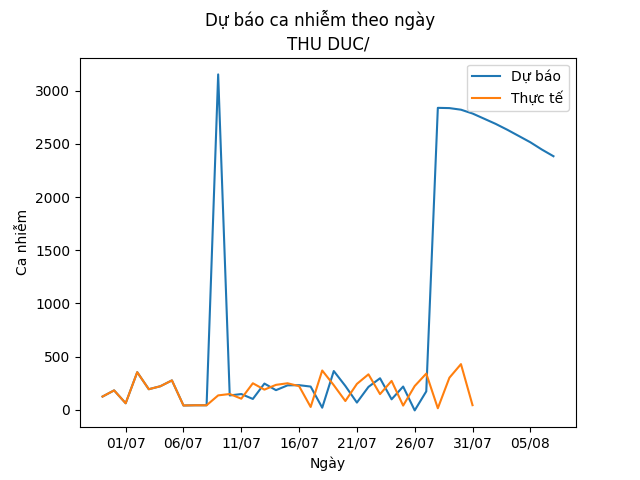 Dự báo ca nhiễm theo ngày
THU DUC/
Dự báo
Thực tế
Ca nhiễm
3000
2500
2000
1500
1000
500
0
01/07 06/07 11/07 16/07 21/07 26/07 31/07 05/08
Ngày